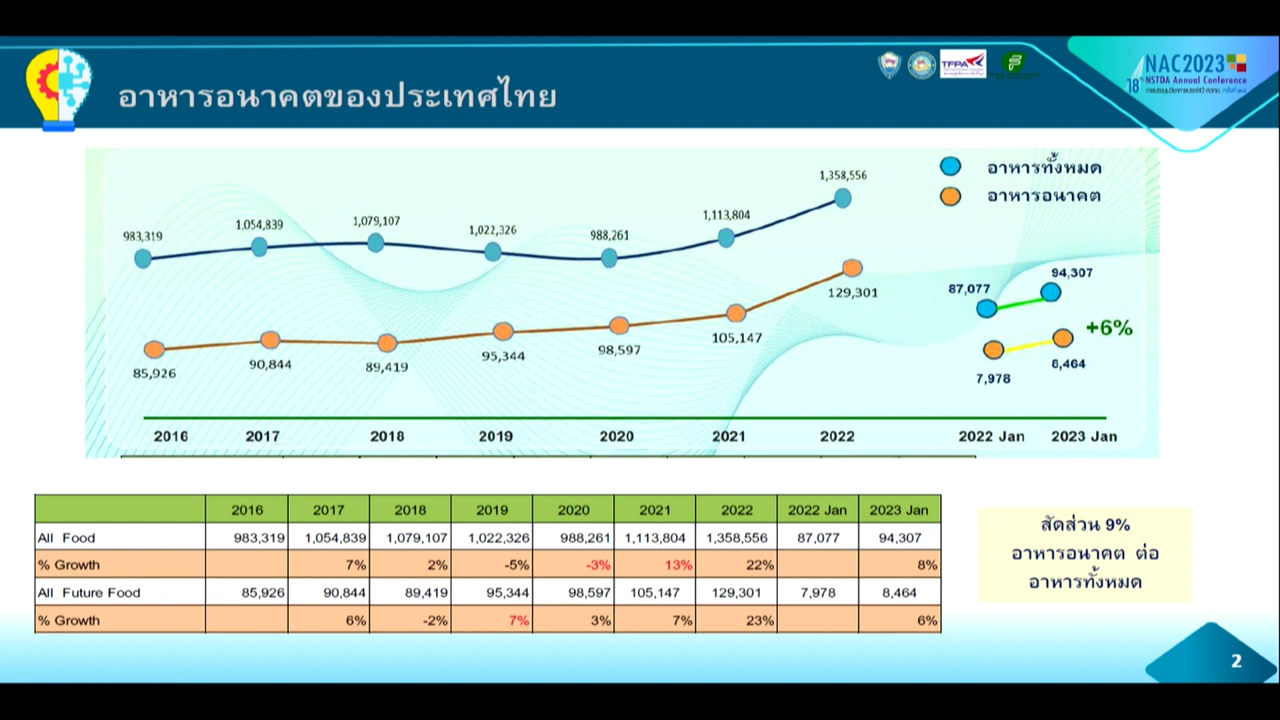 อาหารอนาคตของประเทศไทย
TFPA
NAC2023
18th NSTDA Annual Conference
อาหารทั้งหมด
อาหารอนาคต
983,319 1,054,839 1,079,107 1,022,326 988,261 1,113,804 1,358,556
85,926 90,844 89,419 95,344 98,597 105,147 129,301
87,077 94,307
+6%
7,978 8,464
2016 2017 2018 2019 2020 2021 2022 2022 Jan 2023 Jan
2016 2017 2018 2019 2020 2021 2022 2022 Jan 2023 Jan
All Food 983,319 1,054,839 1,079,107 1,022,326 988,261 1,113,804 1,358,556 87,077 94,307
% Growth 7% 2% -5% -3% 13% 22% 8%
All Future Food 85,926 90,844 89,419 95,344 98,597 105,147 129,301 7,978 8,464
% Growth 6% -2% 7% 3% 7% 23% 6%
สัดส่วน 9%
อาหารอนาคต ต่อ
อาหารทั้งหมด
2